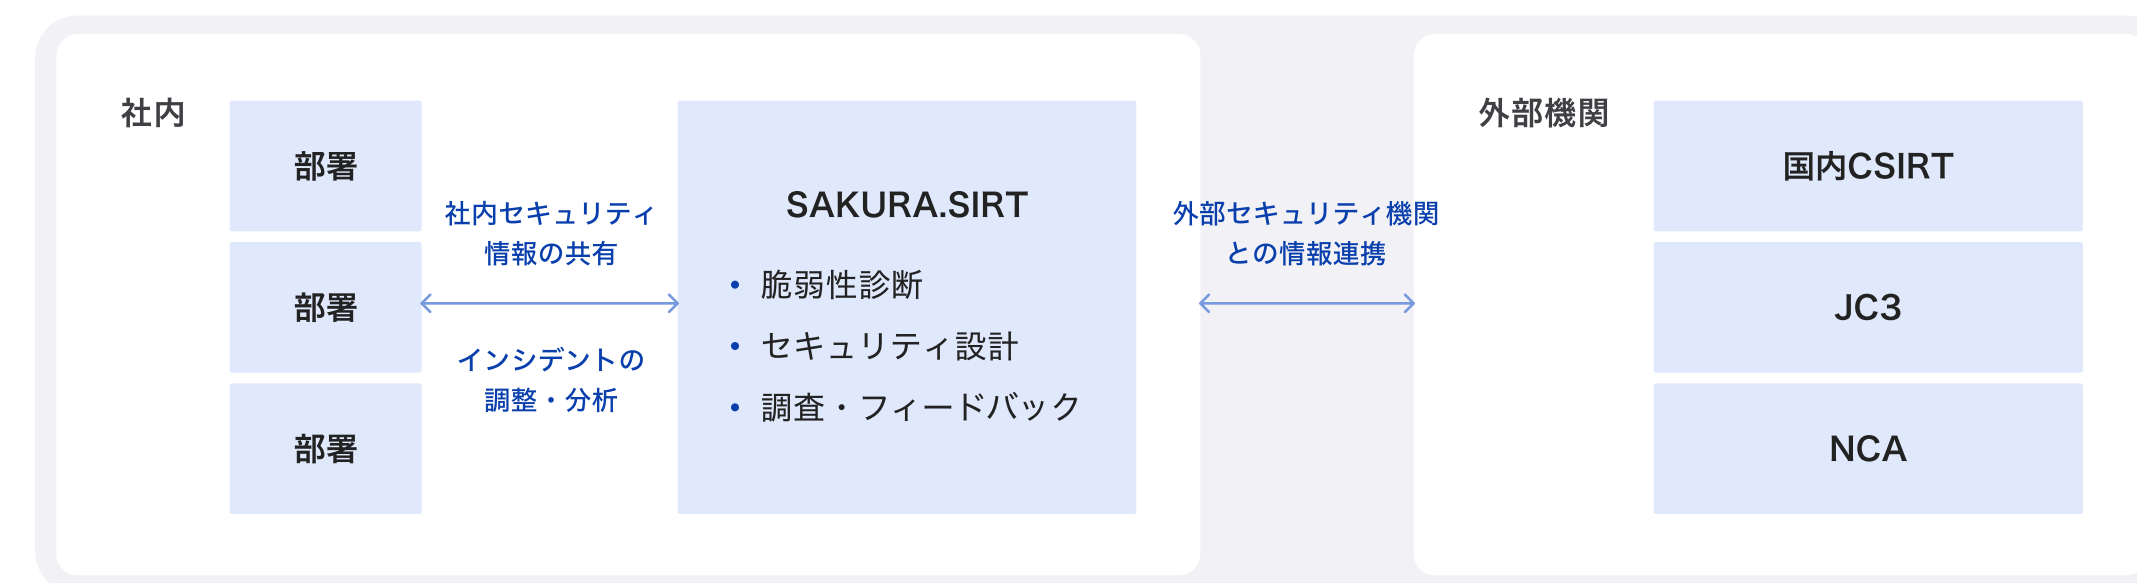 社内
部署
部署
部署
社内セキュリティ
情報の共有
インシデントの
調整・分析
SAKURA.SIRT
• 脆弱性診断
• セキュリティ設計
• 調査・フィードバック
外部セキュリティ機関
との情報連携
外部機関
国内CSIRT
JC3
NCA